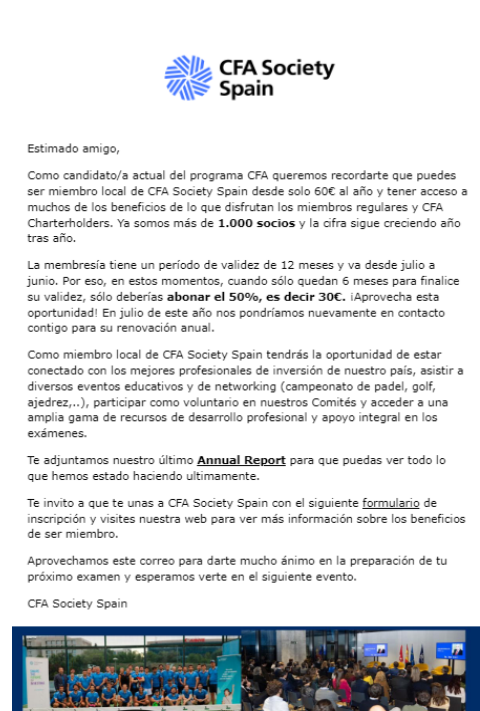 CFA Society
Spain
Estimado amigo,
Como candidato/a actual del programa CFA queremos recordarte que puedes
ser miembro local de CFA Society Spain desde solo 60€ al año y tener acceso a
muchos de los beneficios de lo que disfrutan los miembros regulares y CFA
Charterholders. Ya somos más de 1.000 socios y la cifra sigue creciendo año
tras año.
La membresía tiene un período de validez de 12 meses y va desde julio a
junio. Por eso, en estos momentos, cuando sólo quedan 6 meses para finalice
su validez, sólo deberías abonar el 50%, es decir 30€. ¡Aprovecha esta
oportunidad! En julio de este año nos pondríamos nuevamente en contacto
contigo para su renovación anual.
Como miembro local de CFA Society Spain tendrás la oportunidad de estar
conectado con los mejores profesionales de inversión de nuestro país, asistir a
diversos eventos educativos y de networking (campeonato de padel, golf,
ajedrez,..), participar como voluntario en nuestros Comités y acceder a una
amplia gama de recursos de desarrollo profesional y apoyo integral en los
exámenes.
Te adjuntamos nuestro último Annual Report para que puedas ver todo lo
que hemos estado haciendo ultimamente.
Te invito a que te unas a CFA Society Spain con el siguiente formulario de
inscripción y visites nuestra web para ver más información sobre los beneficios
de ser miembro.
Aprovechamos este correo para darte mucho ánimo en la preparación de tu
próximo examen y esperamos verte en el siguiente evento.
CFA Society Spain